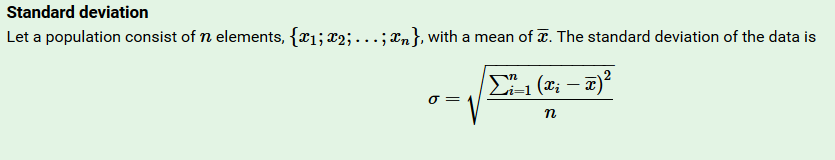 Standard deviation
Let a population consist of n elements, {x₁; x₂; . . . ; xₙ}, with a mean of x̅. The standard deviation of the data is
σ = √(∑ⁿᵢ₌₁ (xᵢ − x̅)² / n)